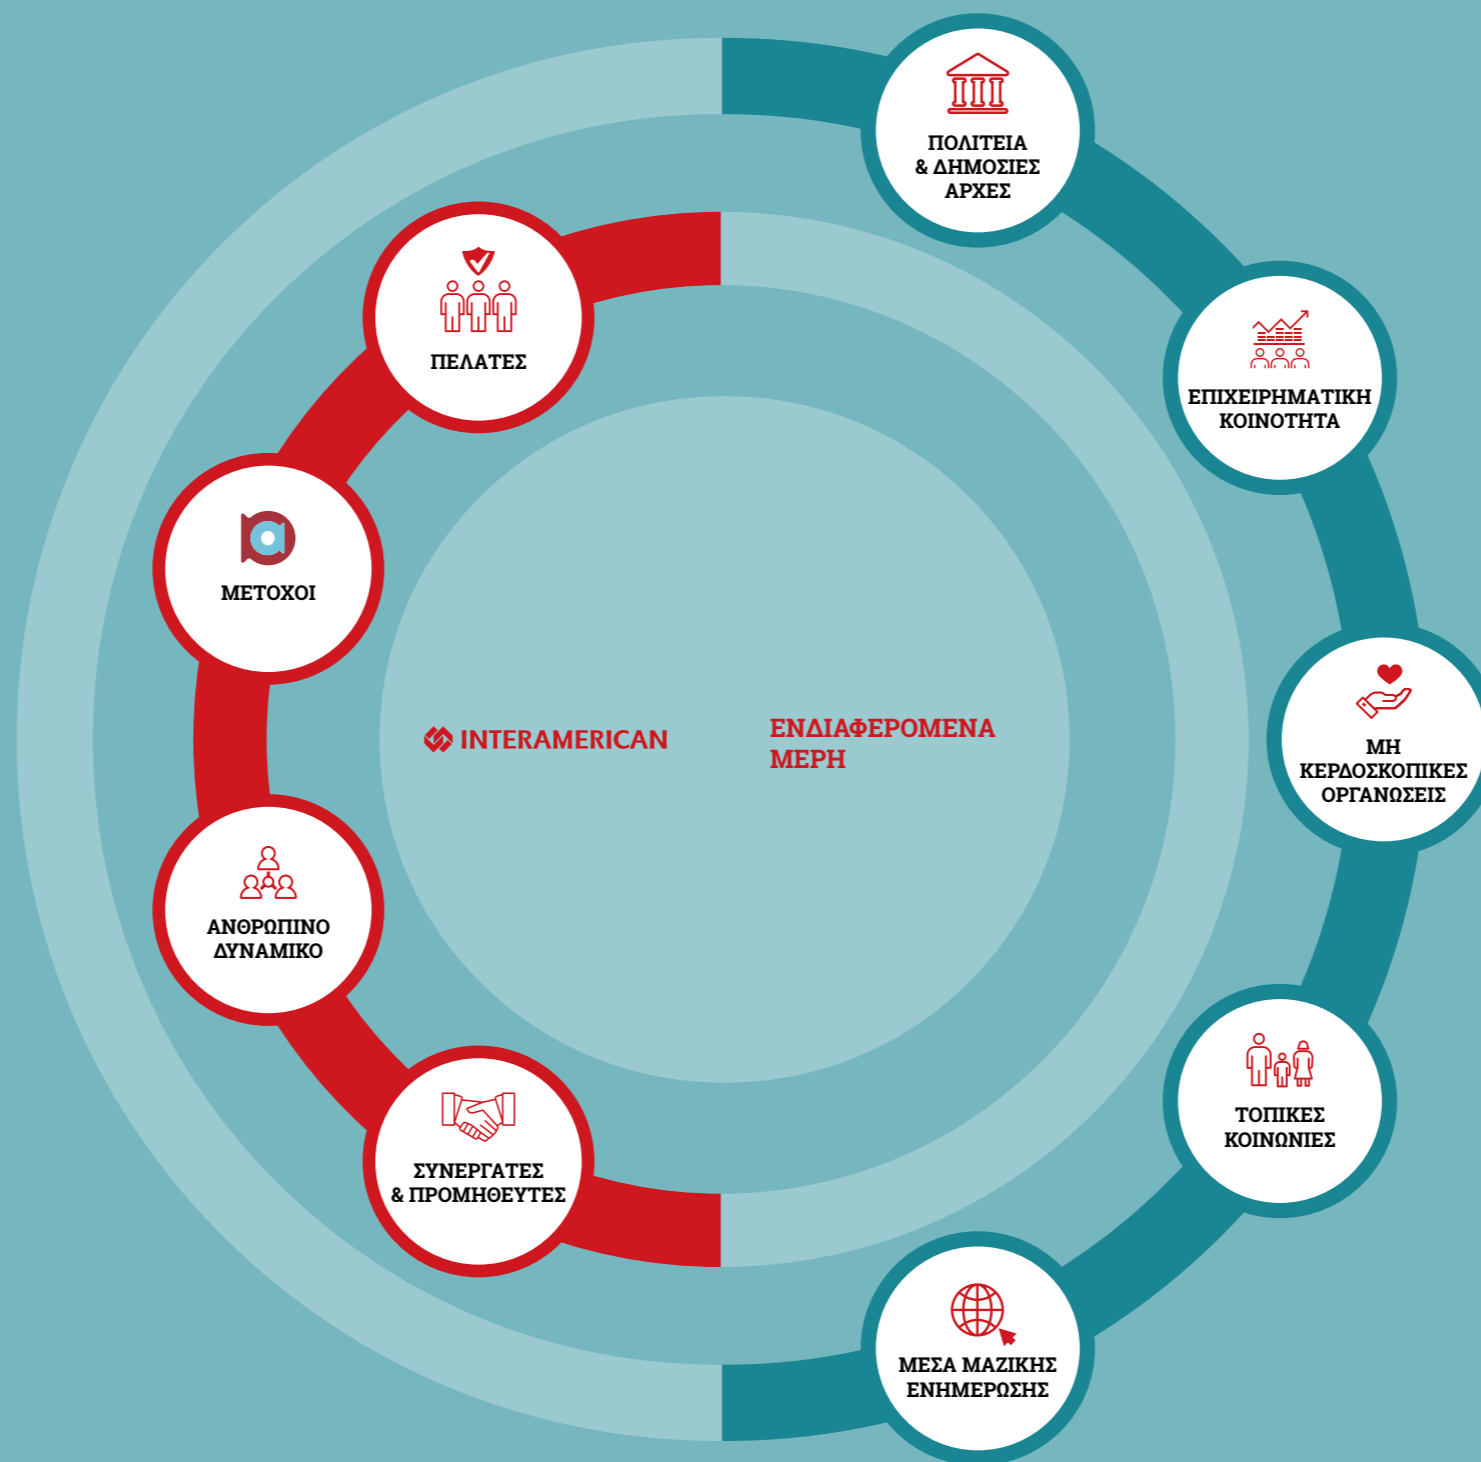 ΠΟΛΙΤΕΙΑ
& ΔΗΜΟΣΙΕΣ
ΑΡΧΕΣ
ΠΕΛΑΤΕΣ
ΕΠΙΧΕΙΡΗΜΑΤΙΚΗ
ΚΟΙΝΟΤΗΤΑ
ΜΕΤΟΧΟΙ
INTERAMERICAN
ΕΝΔΙΑΦΕΡΟΜΕΝΑ
ΜΕΡΗ
ΜΗ
ΚΕΡΔΟΣΚΟΠΙΚΕΣ
ΟΡΓΑΝΩΣΕΙΣ
ΑΝΘΡΩΠΙΝΟ
ΔΥΝΑΜΙΚΟ
ΤΟΠΙΚΕΣ
ΚΟΙΝΩΝΙΕΣ
ΣΥΝΕΡΓΑΤΕΣ
& ΠΡΟΜΗΘΕΥΤΕΣ
ΜΕΣΑ ΜΑΖΙΚΗΣ
ΕΝΗΜΕΡΩΣΗΣ